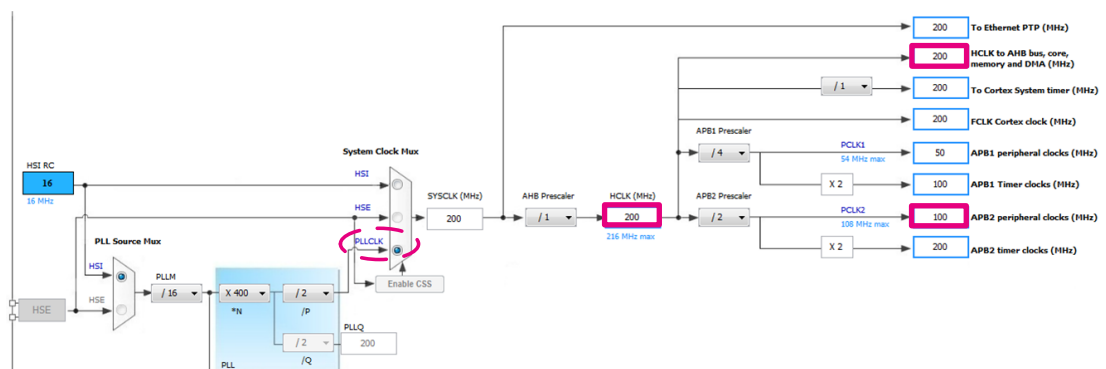 200 To Ethernet PTP (MHz)
200 HCLK to AHB bus, core,
memory and DMA (MHz)
/ 1 200 To Cortex System timer (MHz)
200 FCLK Cortex clock (MHz)
APB1 Prescaler
/ 4 PCLK1 50 APB1 peripheral clocks (MHz)
54 MHz max
X 2 100 APB1 Timer clocks (MHz)
System Clock Mux
HSI RC
16
16 MHz
HSI
HSE
PLLCLK
SYSCLK (MHz)
200
AHB Prescaler
/ 1
HCLK (MHz)
200
216 MHz max
APB2 Prescaler
/ 2 PCLK2 100 APB2 peripheral clocks (MHz)
108 MHz max
X 2 200 APB2 timer clocks (MHz)
Enable CSS
PLL Source Mux
HSI
HSE
HSE
PLLM
/ 16
X 400
*N
/ 2
/P
/ 2
/Q
PLLQ
200
PLL